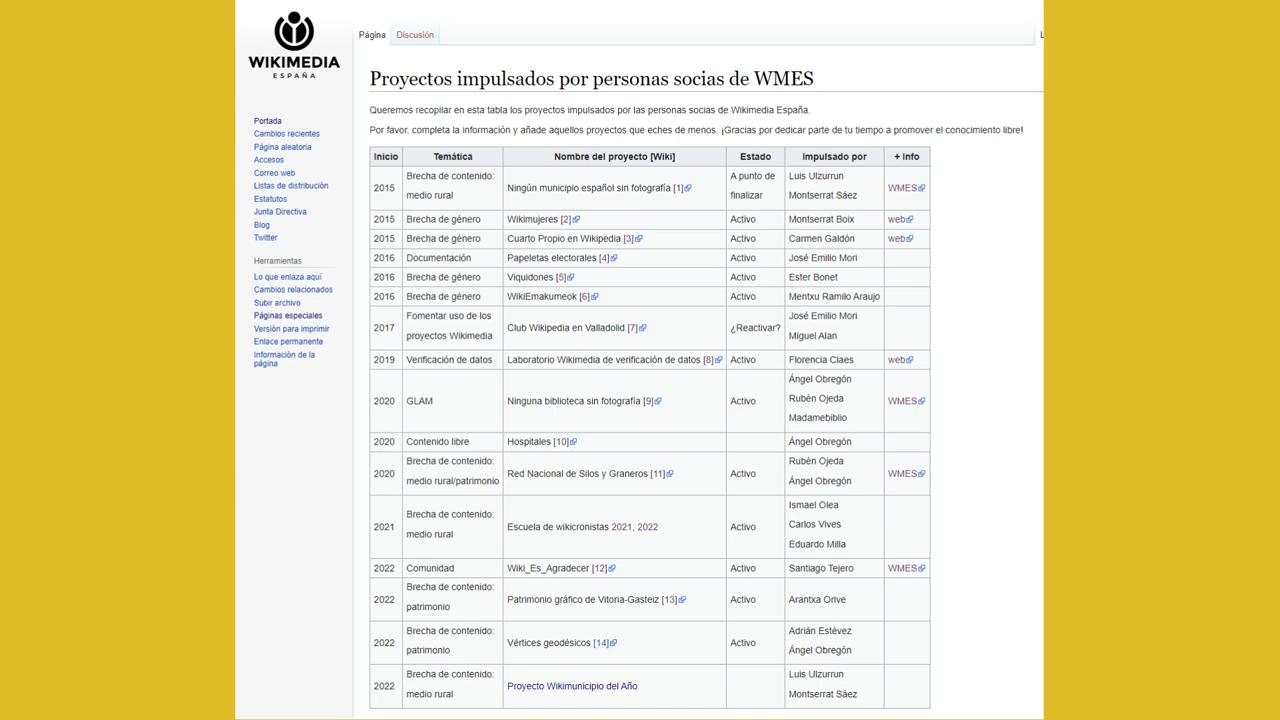 WIKIMEDIA
ESPAÑA
Portada
Cambios recientes
Página aleatoria
Accesos
Correo web
Listas de distribución
Estatutos
Junta Directiva
Blog
Twitter
Herramientas
Lo que enlaza aquí
Cambios relacionados
Subir archivo
Páginas especiales
Versión para imprimir
Enlace permanente
Información de la
página
Página Discusión
Proyectos impulsados por personas socias de WMES
Queremos recopilar en esta tabla los proyectos impulsados por las personas socias de Wikimedia España.
Por favor, completa la información y añade aquellos proyectos que eches de menos. ¡Gracias por dedicar parte de tu tiempo a promover el conocimiento libre!
Inicio Temática Nombre del proyecto [Wiki] Estado Impulsado por + Info
2015 Brecha de contenido: medio rural Ningún municipio español sin fotografía [1] A punto de finalizar Luis Ulzurrun Montserrat Sáez WMES
2015 Brecha de género Wikimujeres [2] Activo Montserrat Boix web
2015 Brecha de género Cuarto Propio en Wikipedia [3] Activo Carmen Galdón web
2016 Documentación Papeletas electorales [4] Activo José Emilio Mori
2016 Brecha de género Viquidones [5] Activo Ester Bonet
2016 Brecha de género WikiEmakumeok [6] Activo Mentxu Ramilo Araujo
2017 Fomentar uso de los proyectos Wikimedia Club Wikipedia en Valladolid [7] ¿Reactivar? José Emilio Mori Miguel Alan
2019 Verificación de datos Laboratorio Wikimedia de verificación de datos [8] Activo Florencia Claes web
2020 GLAM Ninguna biblioteca sin fotografía [9] Activo Ángel Obregón Rubén Ojeda Madamebiblio WMES
2020 Contenido libre Hospitales [10] Ángel Obregón
2020 Brecha de contenido: medio rural/patrimonio Red Nacional de Silos y Graneros [11] Activo Rubén Ojeda Ángel Obregón WMES
2021 Brecha de contenido: medio rural Escuela de wikicronistas 2021, 2022 Activo Ismael Olea Carlos Vives Eduardo Milla
2022 Comunidad Wiki_Es_Agradecer [12] Activo Santiago Tejero WMES
2022 Brecha de contenido: patrimonio Patrimonio gráfico de Vitoria-Gasteiz [13] Activo Arantxa Orive
2022 Brecha de contenido: patrimonio Vértices geodésicos [14] Activo Adrián Estévez Ángel Obregón
2022 Brecha de contenido: medio rural Proyecto Wikimunicipio del Año Luis Ulzurrun Montserrat Sáez